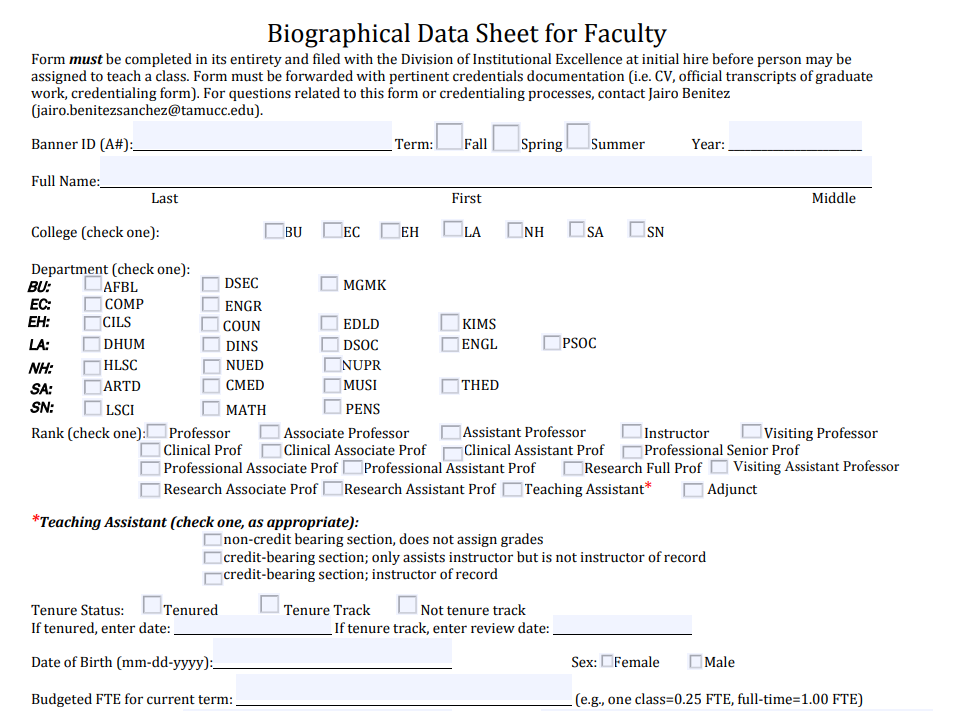 Biographical Data Sheet for Faculty
Form must be completed in its entirety and filed with the Division of Institutional Excellence at initial hire before person may be
assigned to teach a class. Form must be forwarded with pertinent credentials documentation (i.e. CV, official transcripts of graduate
work, credentialing form). For questions related to this form or credentialing processes, contact Jairo Benitez
(jairo.benitezsanchez@tamucc.edu).
Banner ID (A#): Term: Fall Spring Summer Year:
Full Name:
Last First Middle
College (check one): BU EC EH LA NH SA SN
Department (check one):
BU: AFBL DSEC MGMK
EC: COMP ENGR
EH: CILS COUN EDLD KIMS
LA: DHUM DINS DSOC ENGL PSOC
NH: HLSC NUED NUPR
SA: ARTD CMED MUSI THED
SN: LSCI MATH PENS
Rank (check one): Professor Associate Professor Assistant Professor Instructor Visiting Professor
Clinical Prof Clinical Associate Prof Clinical Assistant Prof Professional Senior Prof
Professional Associate Prof Professional Assistant Prof Research Full Prof Visiting Assistant Professor
Research Associate Prof Research Assistant Prof Teaching Assistant* Adjunct
*Teaching Assistant (check one, as appropriate):
non-credit bearing section, does not assign grades
credit-bearing section; only assists instructor but is not instructor of record
credit-bearing section; instructor of record
Tenure Status: Tenured Tenure Track Not tenure track
If tenured, enter date: If tenure track, enter review date:
Date of Birth (mm-dd-yyyy): Sex: Female Male
Budgeted FTE for current term: (e.g., one class=0.25 FTE, full-time=1.00 FTE)